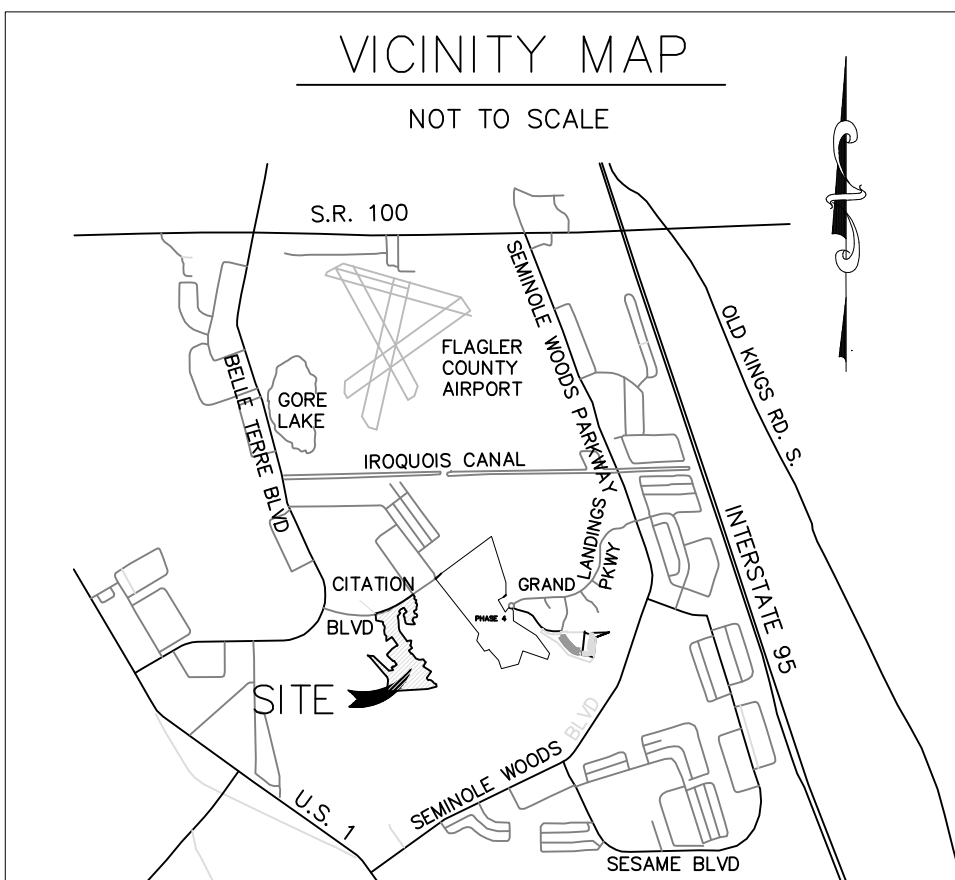 VICINITY MAP
NOT TO SCALE
S.R. 100
SEMINOLE WOODS PARKWAY
OLD KINGS RD. S.
FLAGLER
COUNTY
AIRPORT
BELLE TERRE BLVD
GORE
LAKE
IROQUOIS CANAL
INTERSTATE 95
CITATION
BLVD
GRAND
LANDINGS
PKWY
PHASE 4
SITE
SEMINOLE WOODS
BLVD
U.S. 1
SESAME BLVD